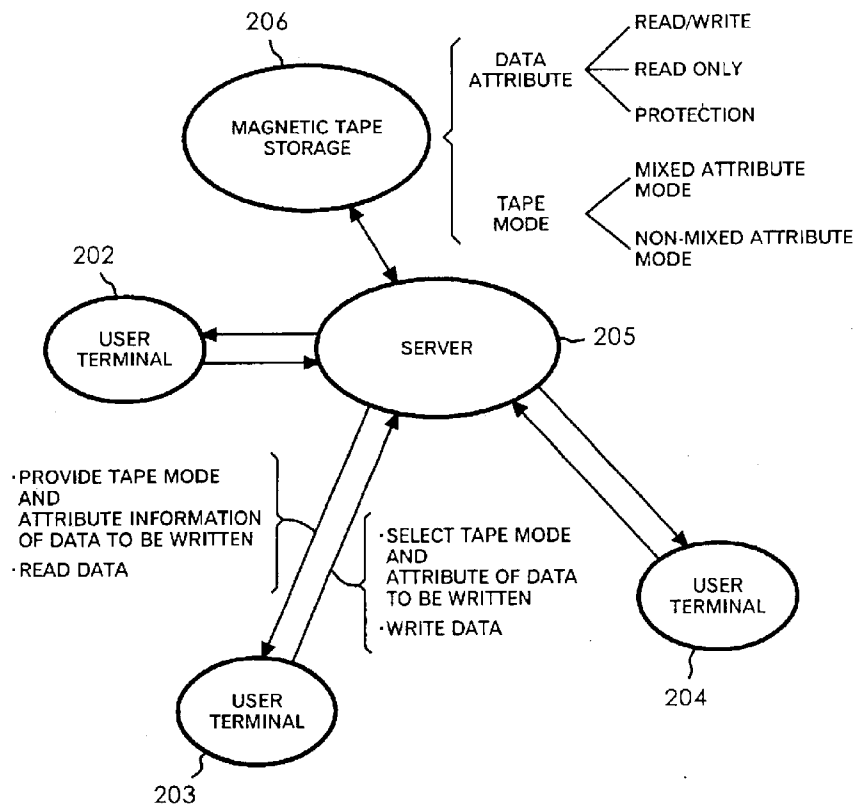 206
MAGNETIC TAPE
STORAGE
DATA
ATTRIBUTE
READ/WRITE
READ ONLY
PROTECTION
TAPE
MODE
MIXED ATTRIBUTE
MODE
NON-MIXED ATTRIBUTE
MODE
202
USER
TERMINAL
SERVER
205
·PROVIDE TAPE MODE
AND
ATTRIBUTE INFORMATION
OF DATA TO BE WRITTEN
·READ DATA
·SELECT TAPE MODE
AND
ATTRIBUTE OF DATA
TO BE WRITTEN
·WRITE DATA
USER
TERMINAL
204
USER
TERMINAL
203